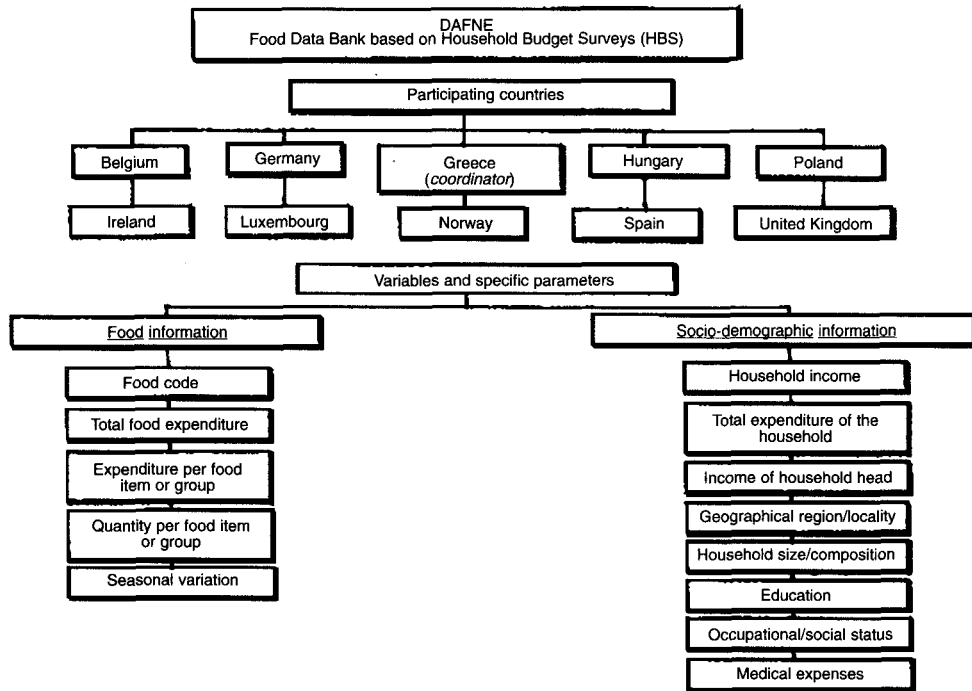 DAFNE
Food Data Bank based on Household Budget Surveys (HBS)
Participating countries
Belgium
Germany
Greece
(coordinator)
Hungary
Poland
Ireland
Luxembourg
Norway
Spain
United Kingdom
Variables and specific parameters
Food information
Food code
Total food expenditure
Expenditure per food
item or group
Quantity per food item
or group
Seasonal variation
Socio-demographic information
Household income
Total expenditure of the
household
Income of household head
Geographical region/locality
Household size/composition
Education
Occupational/social status
Medical expenses